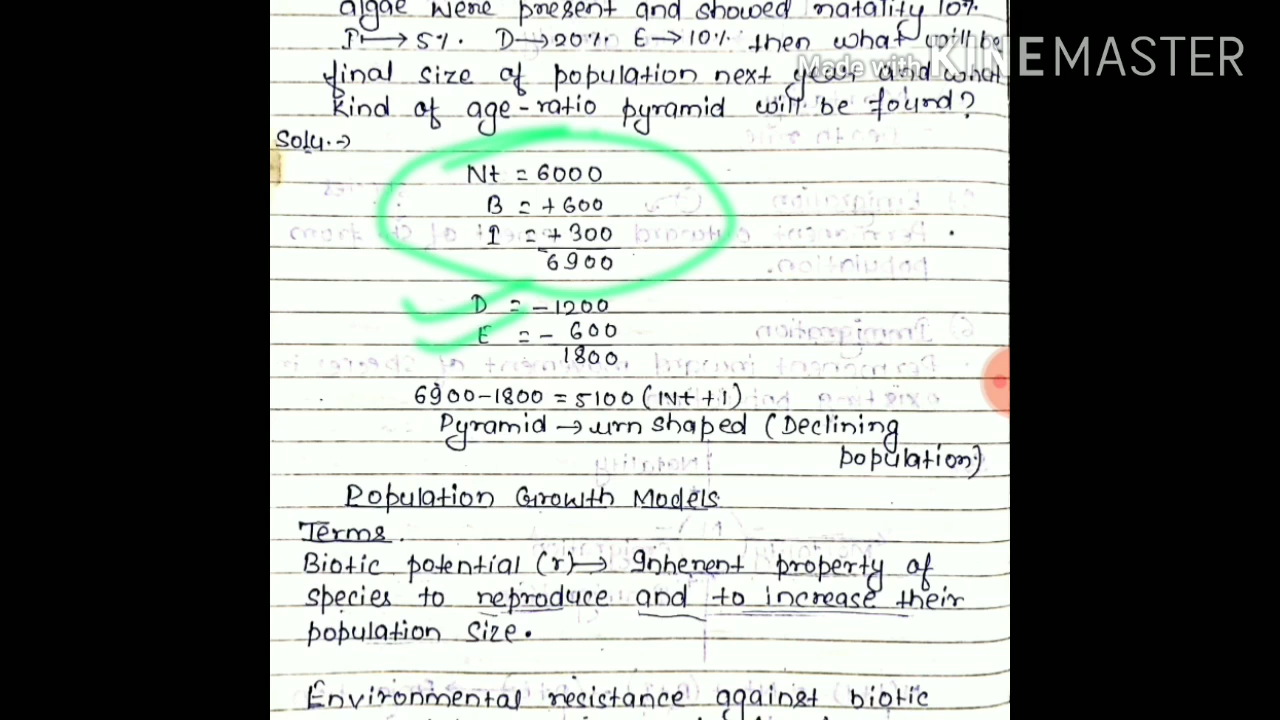 algae were present and showed natality 10%.
I → 5%. D → 20% E → 10% then what will be
Made with KINEMASTER
final size of population next year and what
kind of age-ratio pyramid will be found?
Solu. →
Nt = 6000
B = +600
I = +300
6900
D = -1200
E = - 600
1800
6900-1800 = 5100 (Nt+1)
Pyramid → urn shaped (Declining
population)
Population Growth Models
Terms.
Biotic potential (r) → Inherent property of
species to reproduce and to increase their
population size.
Environmental resistance against biotic